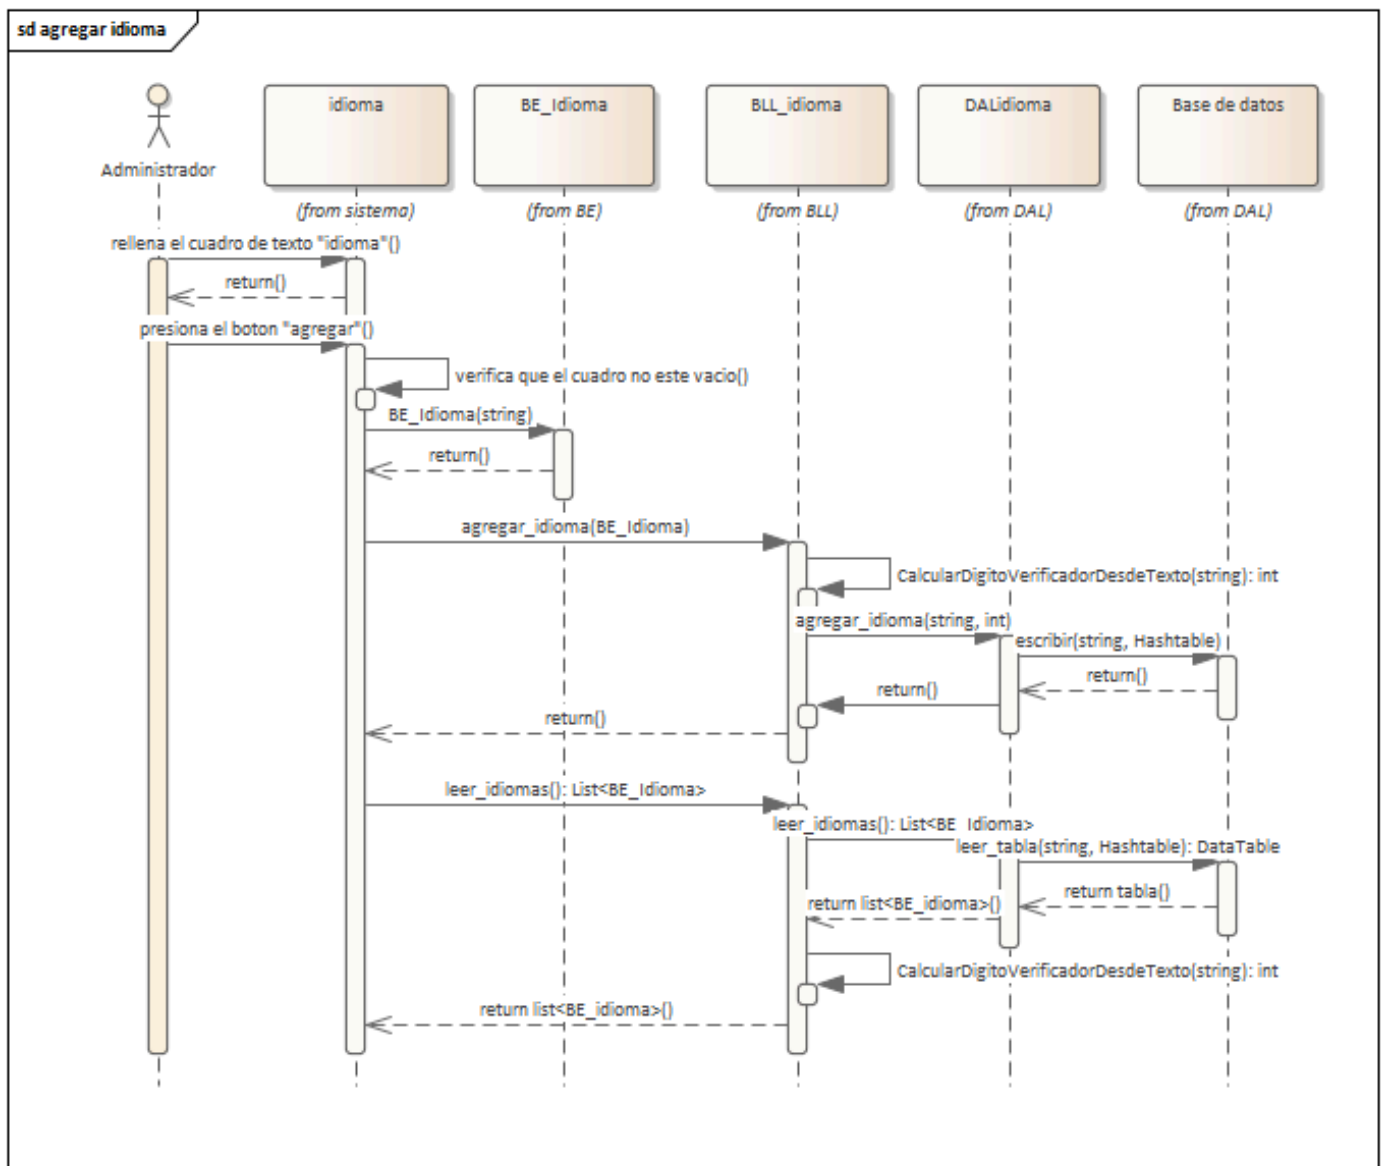 sd agregar idioma
idioma
BE_Idioma
BLL_idioma
DALidioma
Base de datos
Administrador
(from sistema)
(from BE)
(from BLL)
(from DAL)
(from DAL)
rellena el cuadro de texto "idioma"()
return()
presiona el boton "agregar"()
verifica que el cuadro no este vacio()
BE_Idioma(string)
return()
agregar_idioma(BE_Idioma)
CalcularDigitoVerificadorDesdeTexto(string): int
agregar_idioma(string, int)
escribir(string, Hashtable)
return()
return()
return()
leer_idiomas(): List<BE_Idioma>
leer_idiomas(): List<BE_Idioma>
leer_tabla(string, Hashtable): DataTable
return tabla()
return list<BE_idioma>()
CalcularDigitoVerificadorDesdeTexto(string): int
return list<BE_idioma>()